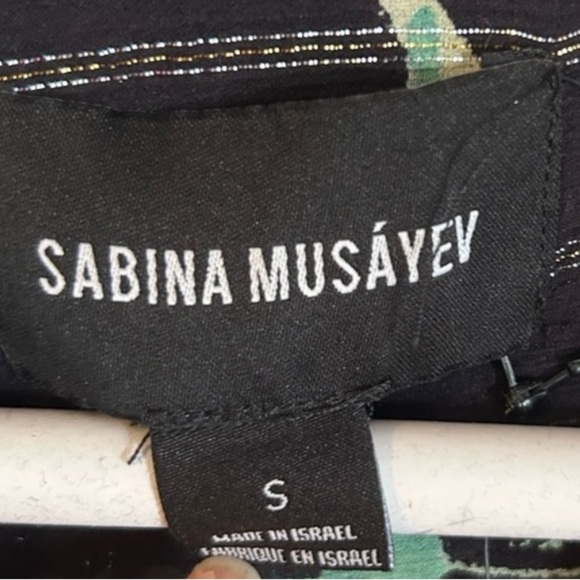 SABINA MUSÁYEV
S
MADE IN ISRAEL
FABRIQUE EN ISRAEL